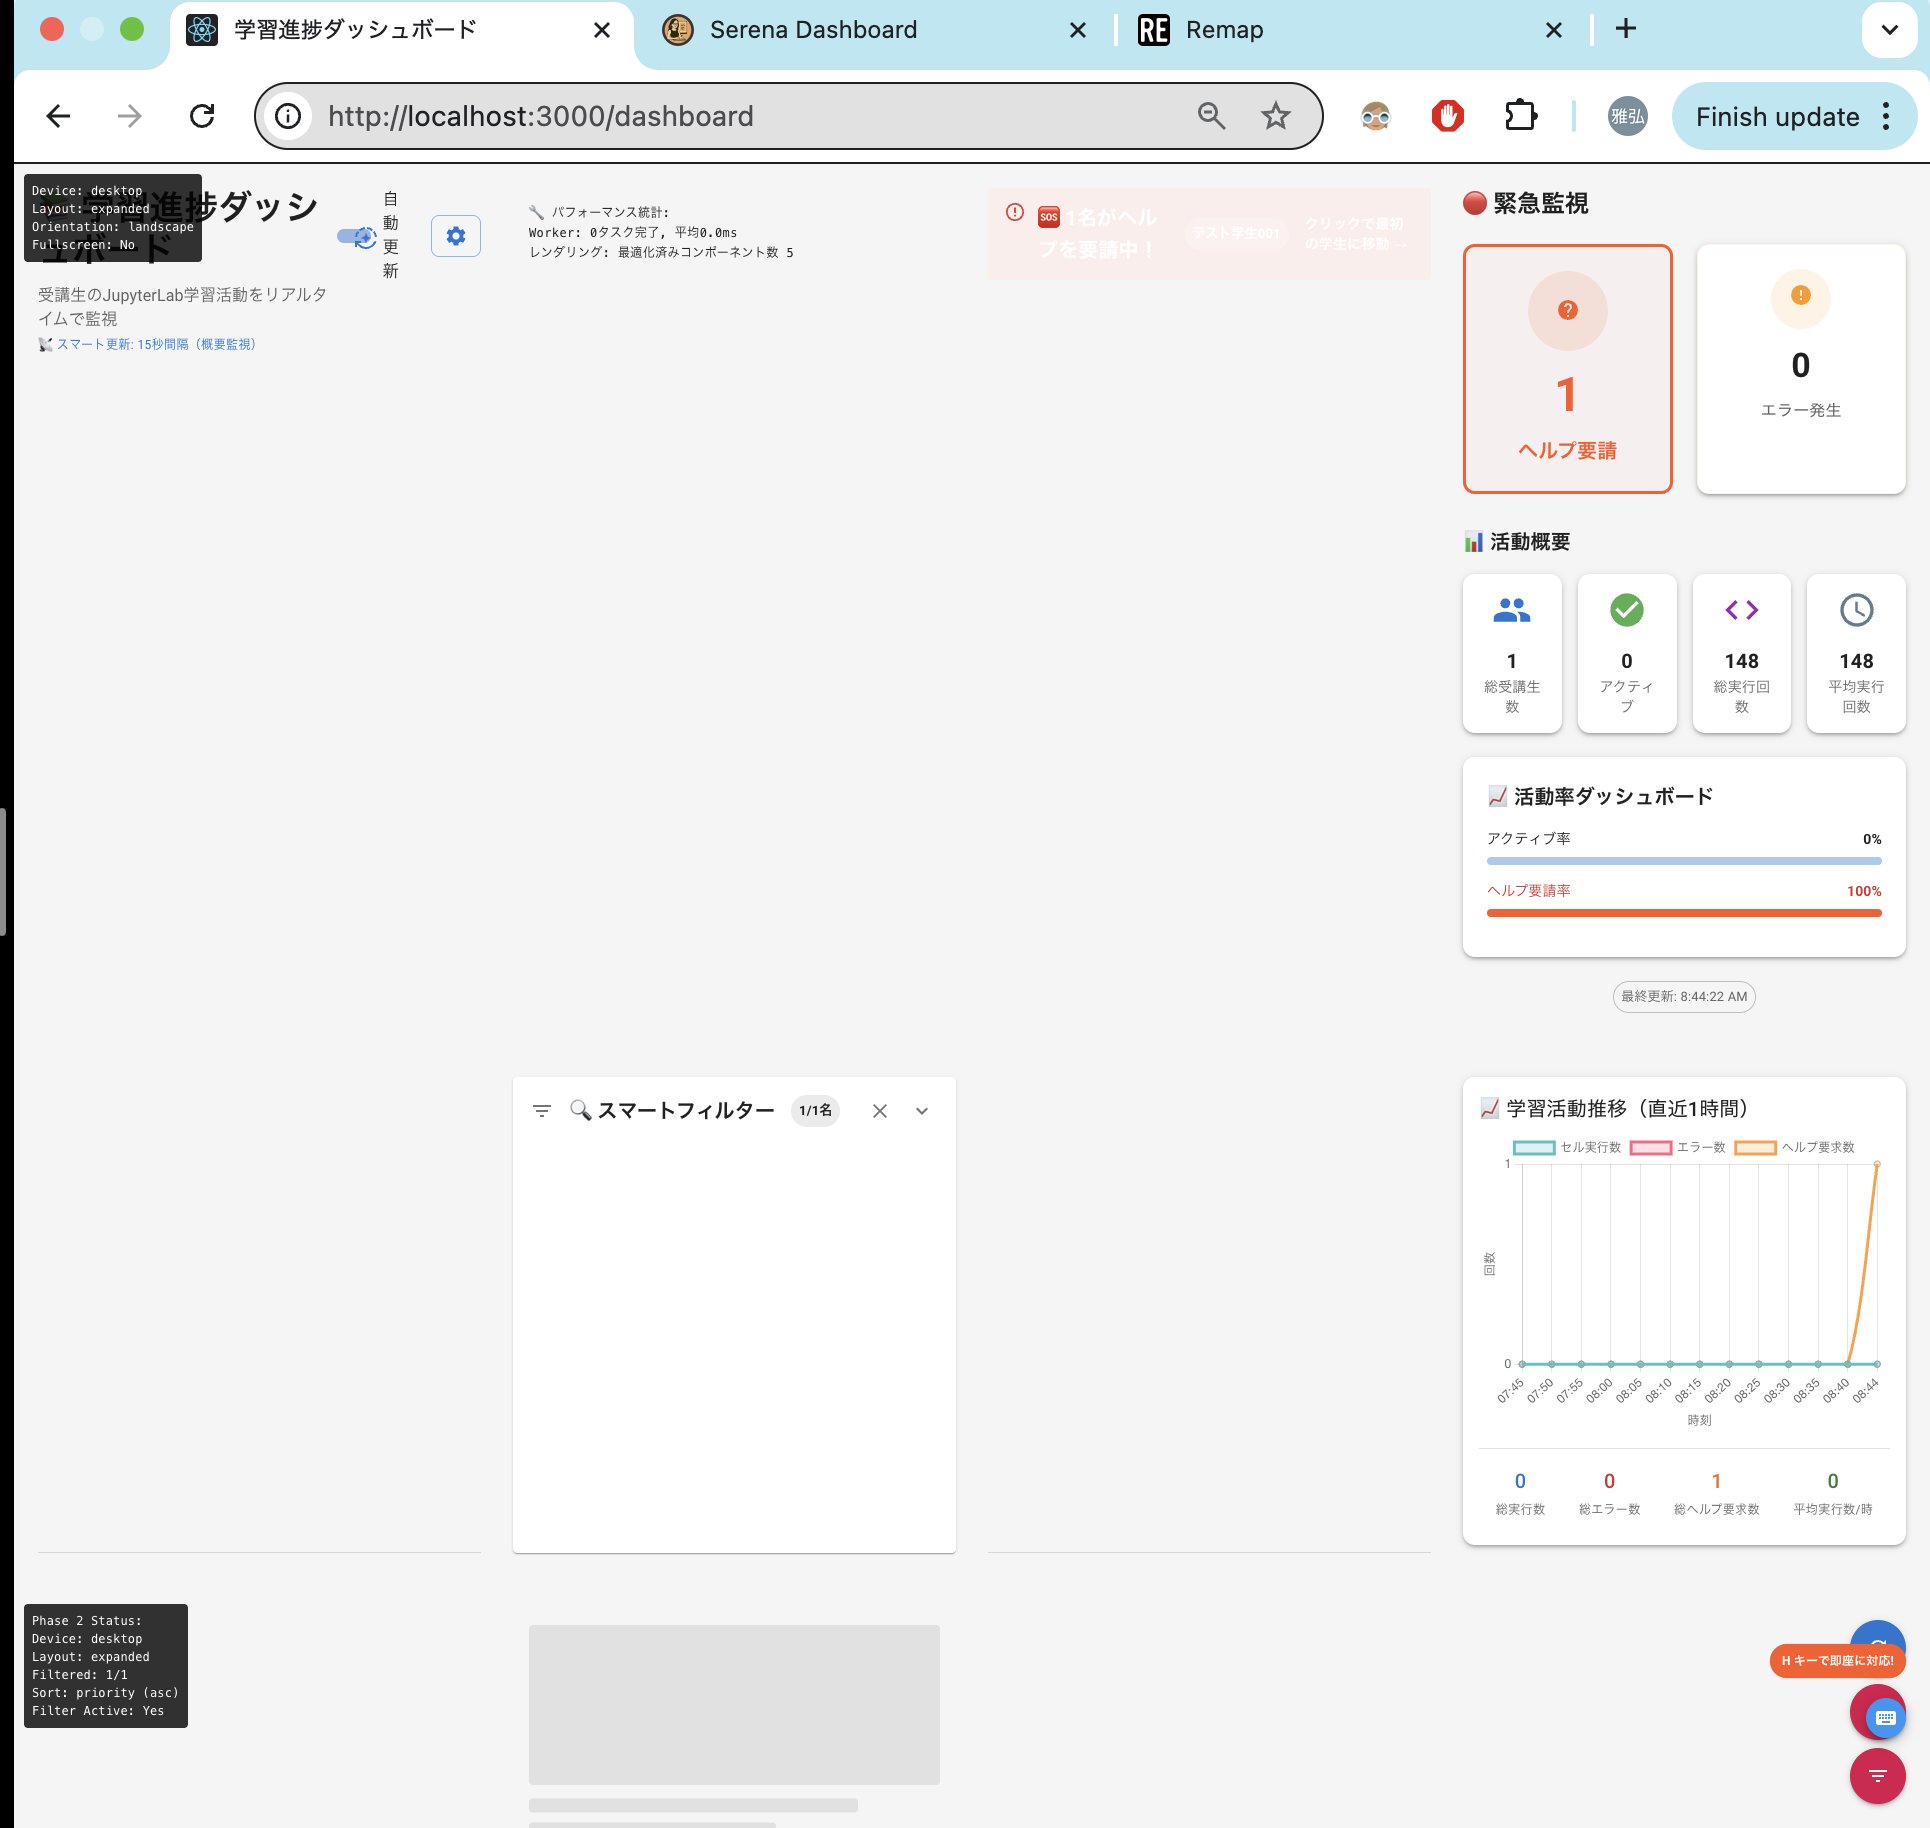 学習進捗ダッシュボード
Serena Dashboard
RE
Remap
http://localhost:3000/dashboard
雅弘
Finish update
Device: desktop
Layout: expanded
Orientation: landscape
Fullscreen: No
学習進捗ダッシ
ュボード
受講生のJupyterLab学習活動をリアルタ
イムで監視
スマート更新: 15秒間隔（概要監視）
自
動
更
新
パフォーマンス統計:
Worker: 0タスク完了, 平均0.0ms
レンダリング: 最適化済みコンポーネント数 5
SOS 1名がヘル
プを要請中！
テスト学生001
クリックで最初
の学生に移動 →
緊急監視
?
1
ヘルプ要請
!
0
エラー発生
活動概要
1
総受講生
数
0
アクティ
ブ
148
総実行回
数
148
平均実行
回数
活動率ダッシュボード
アクティブ率 0%
ヘルプ要請率 100%
最終更新: 8:44:22 AM
スマートフィルター 1/1名
学習活動推移（直近1時間）
セル実行数 エラー数 ヘルプ要求数
1
回数
0
07:45 07:50 07:55 08:00 08:05 08:10 08:15 08:20 08:25 08:30 08:35 08:40 08:44
時刻
0
総実行数
0
総エラー数
1
総ヘルプ要求数
0
平均実行数/時
Phase 2 Status:
Device: desktop
Layout: expanded
Filtered: 1/1
Sort: priority (asc)
Filter Active: Yes
H キーで即座に対応!